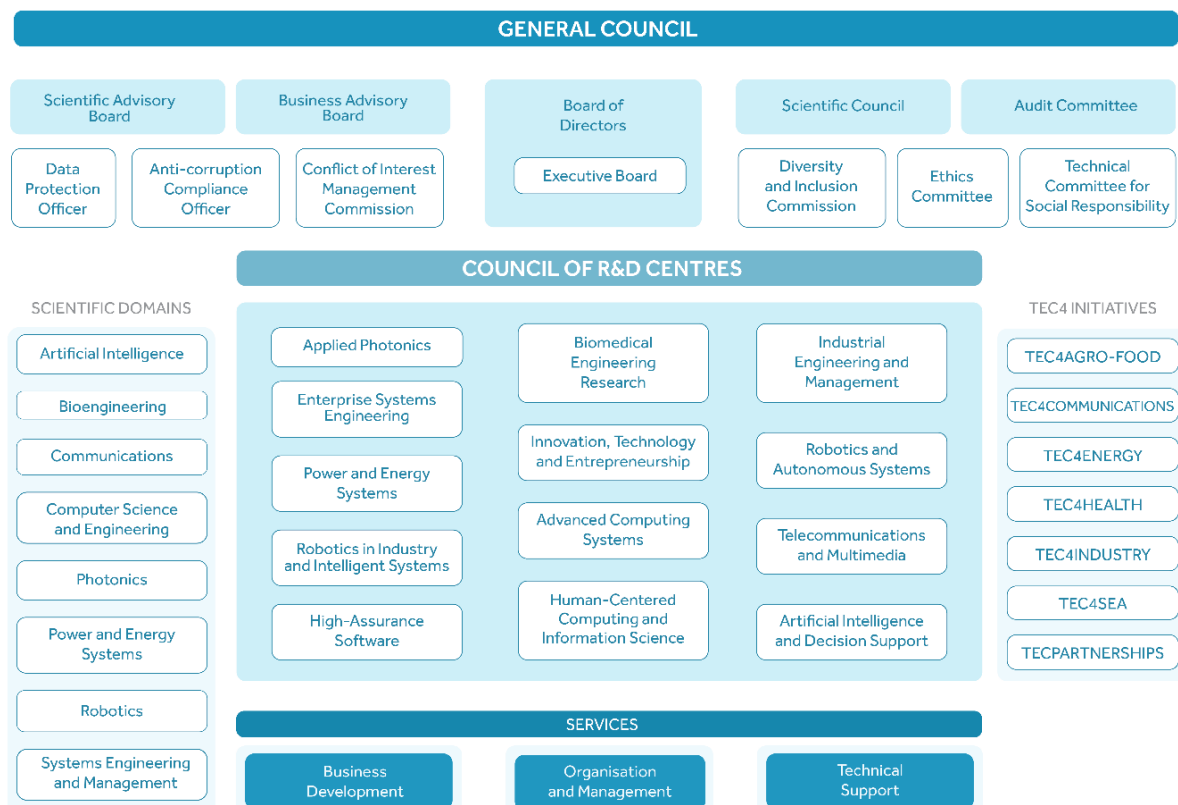 GENERAL COUNCIL
Scientific Advisory
Board
Business Advisory
Board
Board of
Directors
Executive Board
Scientific Council
Audit Committee
Data
Protection
Officer
Anti-corruption
Compliance
Officer
Conflict of Interest
Management
Commission
Diversity
and Inclusion
Commission
Ethics
Committee
Technical
Committee for
Social Responsibility
COUNCIL OF R&D CENTRES
SCIENTIFIC DOMAINS
Artificial Intelligence
Bioengineering
Communications
Computer Science
and Engineering
Photonics
Power and Energy
Systems
Robotics
Systems Engineering
and Management
Applied Photonics
Enterprise Systems
Engineering
Power and Energy
Systems
Robotics in Industry
and Intelligent Systems
High-Assurance
Software
Biomedical
Engineering
Research
Innovation, Technology
and Entrepreneurship
Advanced Computing
Systems
Human-Centered
Computing and
Information Science
Industrial
Engineering and
Management
Robotics and
Autonomous Systems
Telecommunications
and Multimedia
Artificial Intelligence
and Decision Support
TEC4 INITIATIVES
TEC4AGRO-FOOD
TEC4COMMUNICATIONS
TEC4ENERGY
TEC4HEALTH
TEC4INDUSTRY
TEC4SEA
TECPARTNERSHIPS
SERVICES
Business
Development
Organisation
and Management
Technical
Support